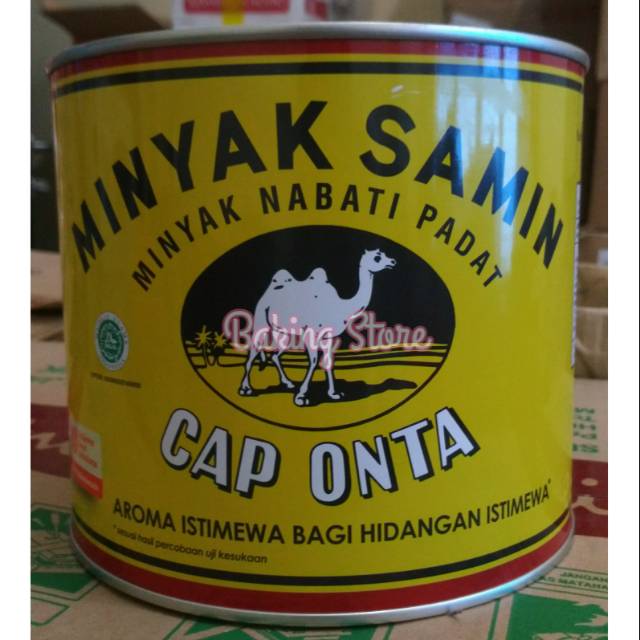 MINYAK SAMIN
MINYAK NABATI PADAT
Baking Store
CAP ONTA
AROMA ISTIMEWA BAGI HIDANGAN ISTIMEWA*
*sesuai hasil percobaan uji kesukaan
JANGAN